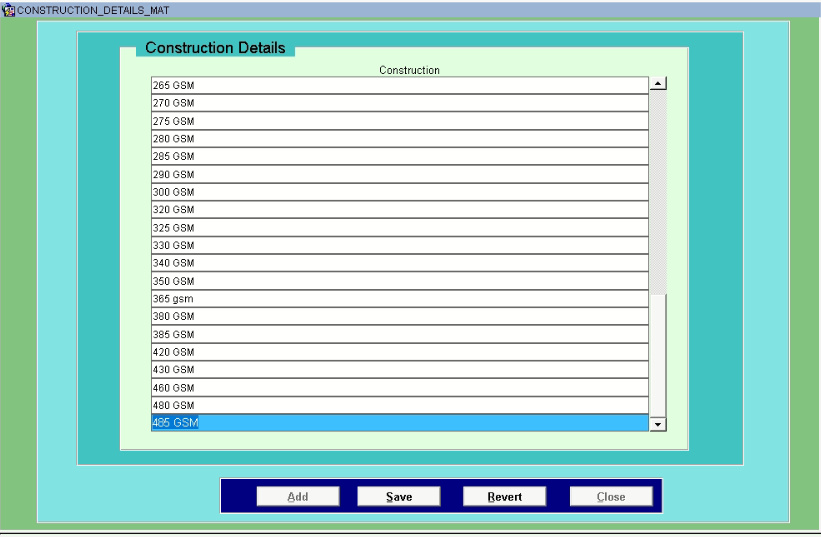 CONSTRUCTION_DETAILS_MAT
Construction Details
Construction
265 GSM
270 GSM
275 GSM
280 GSM
285 GSM
290 GSM
300 GSM
320 GSM
325 GSM
330 GSM
340 GSM
350 GSM
365 gsm
380 GSM
385 GSM
420 GSM
430 GSM
460 GSM
480 GSM
485 GSM
Add Save Revert Close